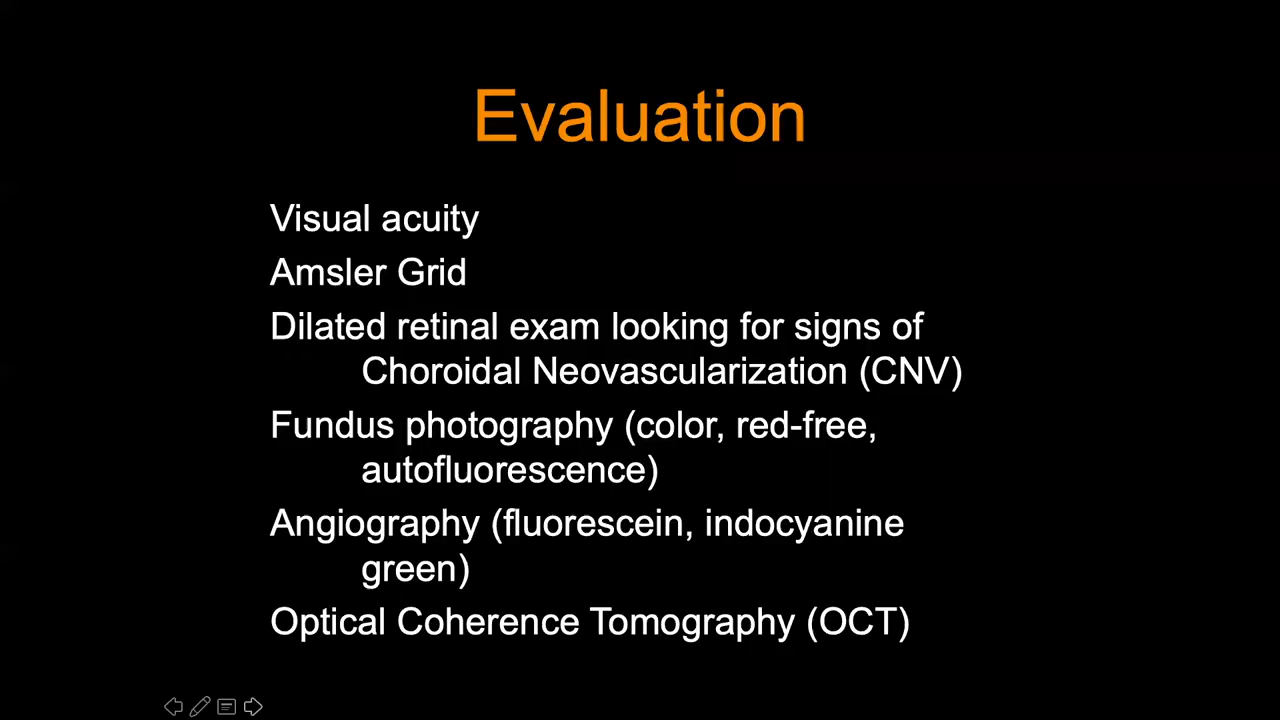 Evaluation
Visual acuity
Amsler Grid
Dilated retinal exam looking for signs of
Choroidal Neovascularization (CNV)
Fundus photography (color, red-free,
autofluorescence)
Angiography (fluorescein, indocyanine
green)
Optical Coherence Tomography (OCT)